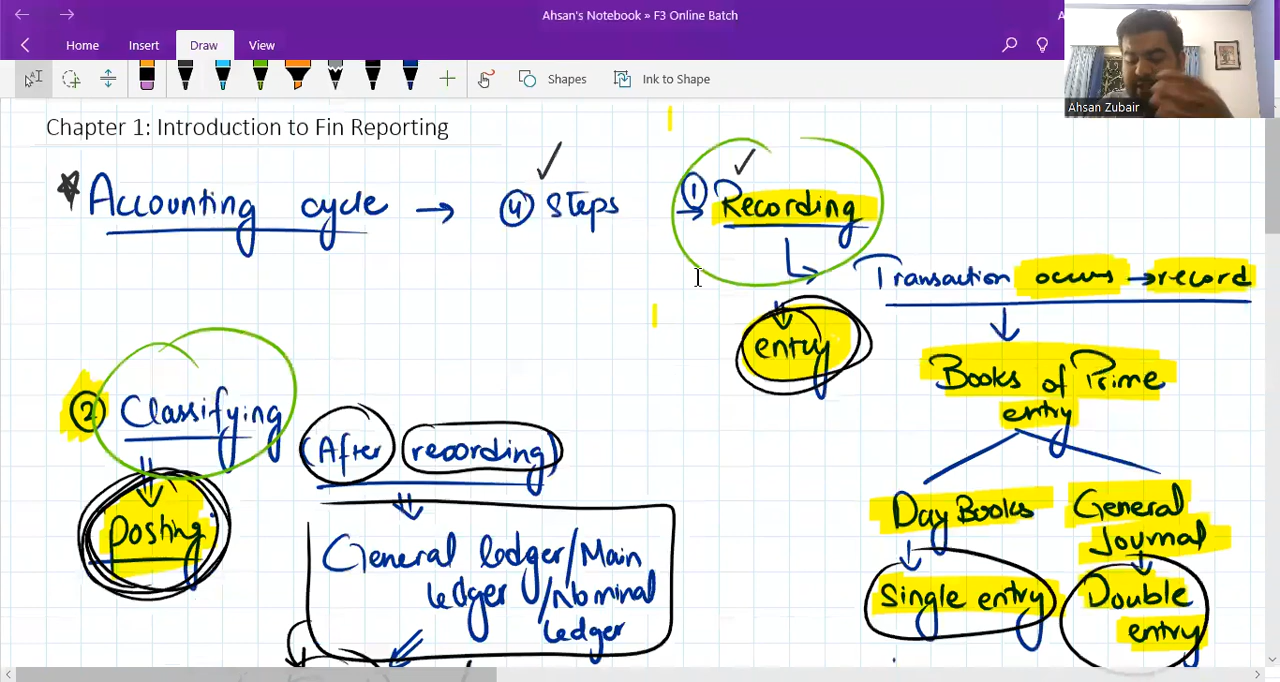 Ahsan's Notebook » F3 Online Batch
Home Insert Draw View
Shapes Ink to Shape
Ahsan Zubair
Chapter 1: Introduction to Fin Reporting
Accounting cycle → ④ Steps
① Recording
Transaction occurs → record
entry
Books of Prime
entry
② Classifying
(After recording)
Day Books
General
Journal
posting
General ledger/Main
ledger/Nominal
ledger
Single entry
Double
entry